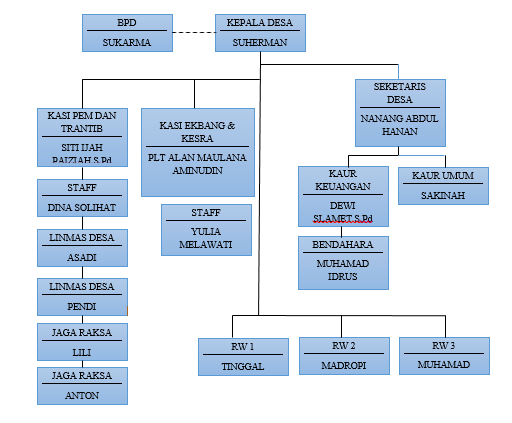 BPD
SUKARMA
KEPALA DESA
SUHERMAN
SEKETARIS
DESA
NANANG ABDUL
HANAN
KASI PEM DAN
TRANTIB
SITI IJAH
PAIZIAH S.Pd
KASI EKBANG &
KESRA
PLT ALAN MAULANA
AMINUDIN
KAUR
KEUANGAN
DEWI
SLAMET.S.Pd
KAUR UMUM
SAKINAH
STAFF
DINA SOLIHAT
STAFF
YULIA
MELAWATI
LINMAS DESA
ASADI
BENDAHARA
MUHAMAD
IDRUS
LINMAS DESA
PENDI
JAGA RAKSA
LILI
JAGA RAKSA
ANTON
RW 1
TINGGAL
RW 2
MADROPI
RW 3
MUHAMAD